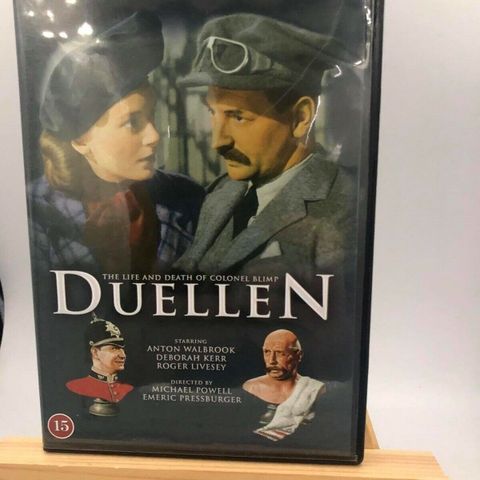 THE LIFE AND DEATH OF COLONEL BLIMP
DUELLEN
STARRING
ANTON WALBROOK
DEBORAH KERR
ROGER LIVESEY
DIRECTED BY
MICHAEL POWELL
EMERIC PRESSBURGER
15